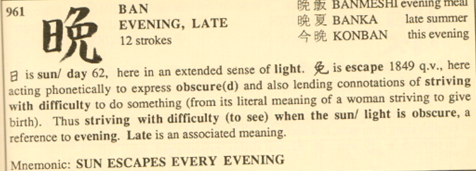 961
晩
BAN
EVENING, LATE
12 strokes
晩飯 BANMESHI evening meal
晩夏 BANKA late summer
今晩 KONBAN this evening
日 is sun/ day 62, here in an extended sense of light. 免 is escape 1849 q.v., here
acting phonetically to express obscure(d) and also lending connotations of striving
with difficulty to do something (from its literal meaning of a woman striving to give
birth). Thus striving with difficulty (to see) when the sun/ light is obscure, a
reference to evening. Late is an associated meaning.
Mnemonic: SUN ESCAPES EVERY EVENING